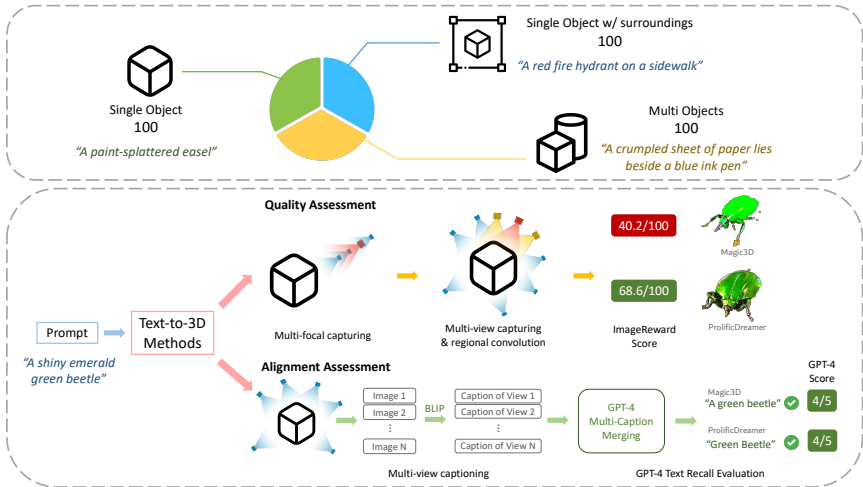 Single Object w/ surroundings
100
"A red fire hydrant on a sidewalk"
Single Object
100
"A paint-splattered easel"
Multi Objects
100
"A crumpled sheet of paper lies
beside a blue ink pen"
Quality Assessment
40.2/100
Magic3D
68.6/100
ProlificDreamer
Multi-focal capturing
Multi-view capturing
& regional convolution
ImageReward
Score
Prompt
Text-to-3D
Methods
"A shiny emerald
green beetle"
Alignment Assessment
Image 1
Image 2
Image N
BLIP
Caption of View 1
Caption of View 2
Caption of View N
GPT-4
Multi-Caption
Merging
GPT-4
Score
Magic3D
"A green beetle"
4/5
ProlificDreamer
"Green Beetle"
4/5
Multi-view captioning
GPT-4 Text Recall Evaluation